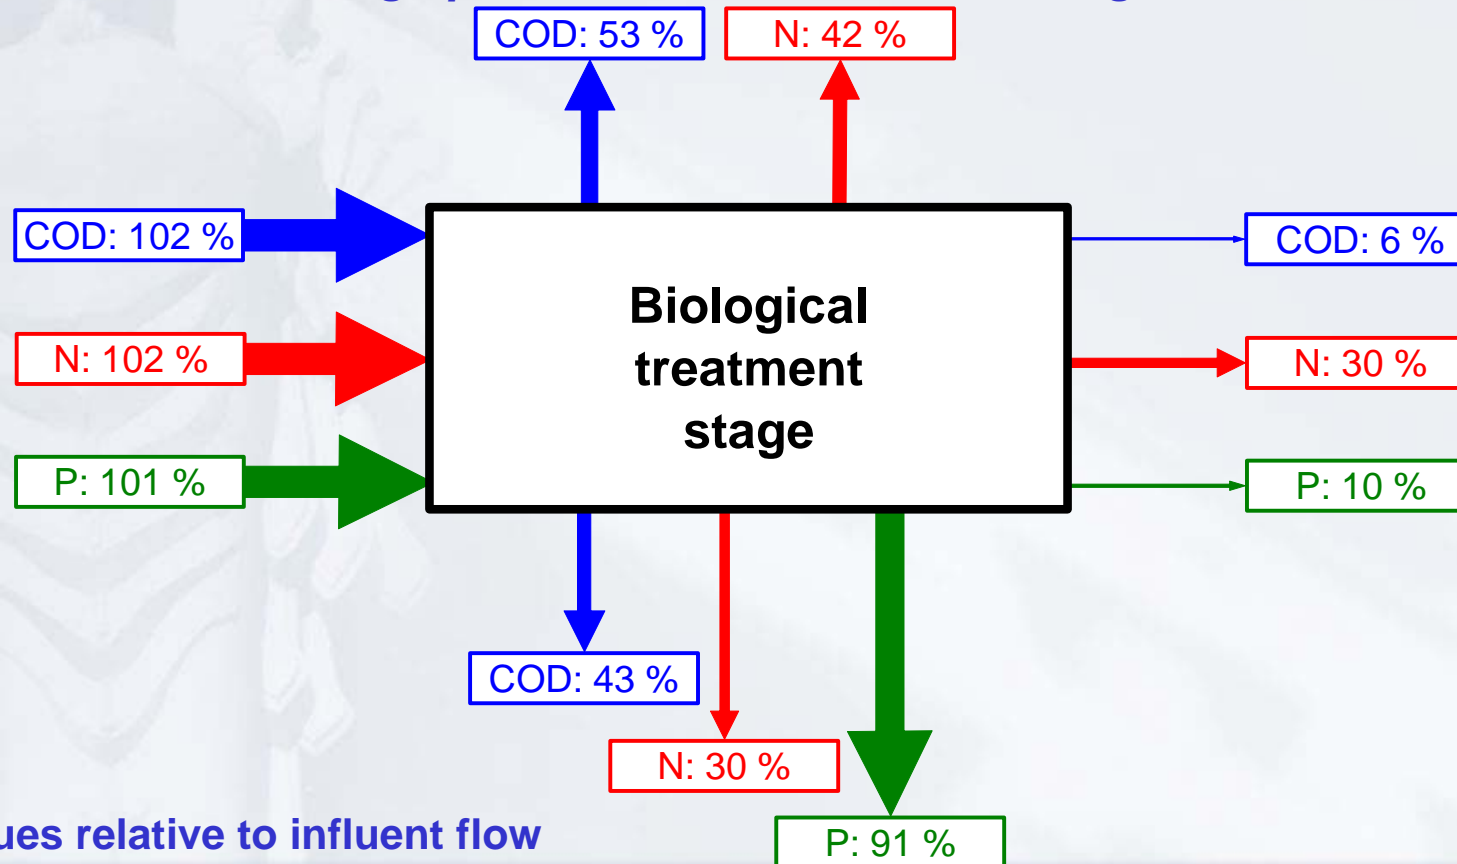 COD: 53 %
N: 42 %
COD: 102 %
COD: 6 %
Biological
treatment
stage
N: 102 %
N: 30 %
P: 101 %
P: 10 %
COD: 43 %
N: 30 %
relative to influent flow
P: 91 %